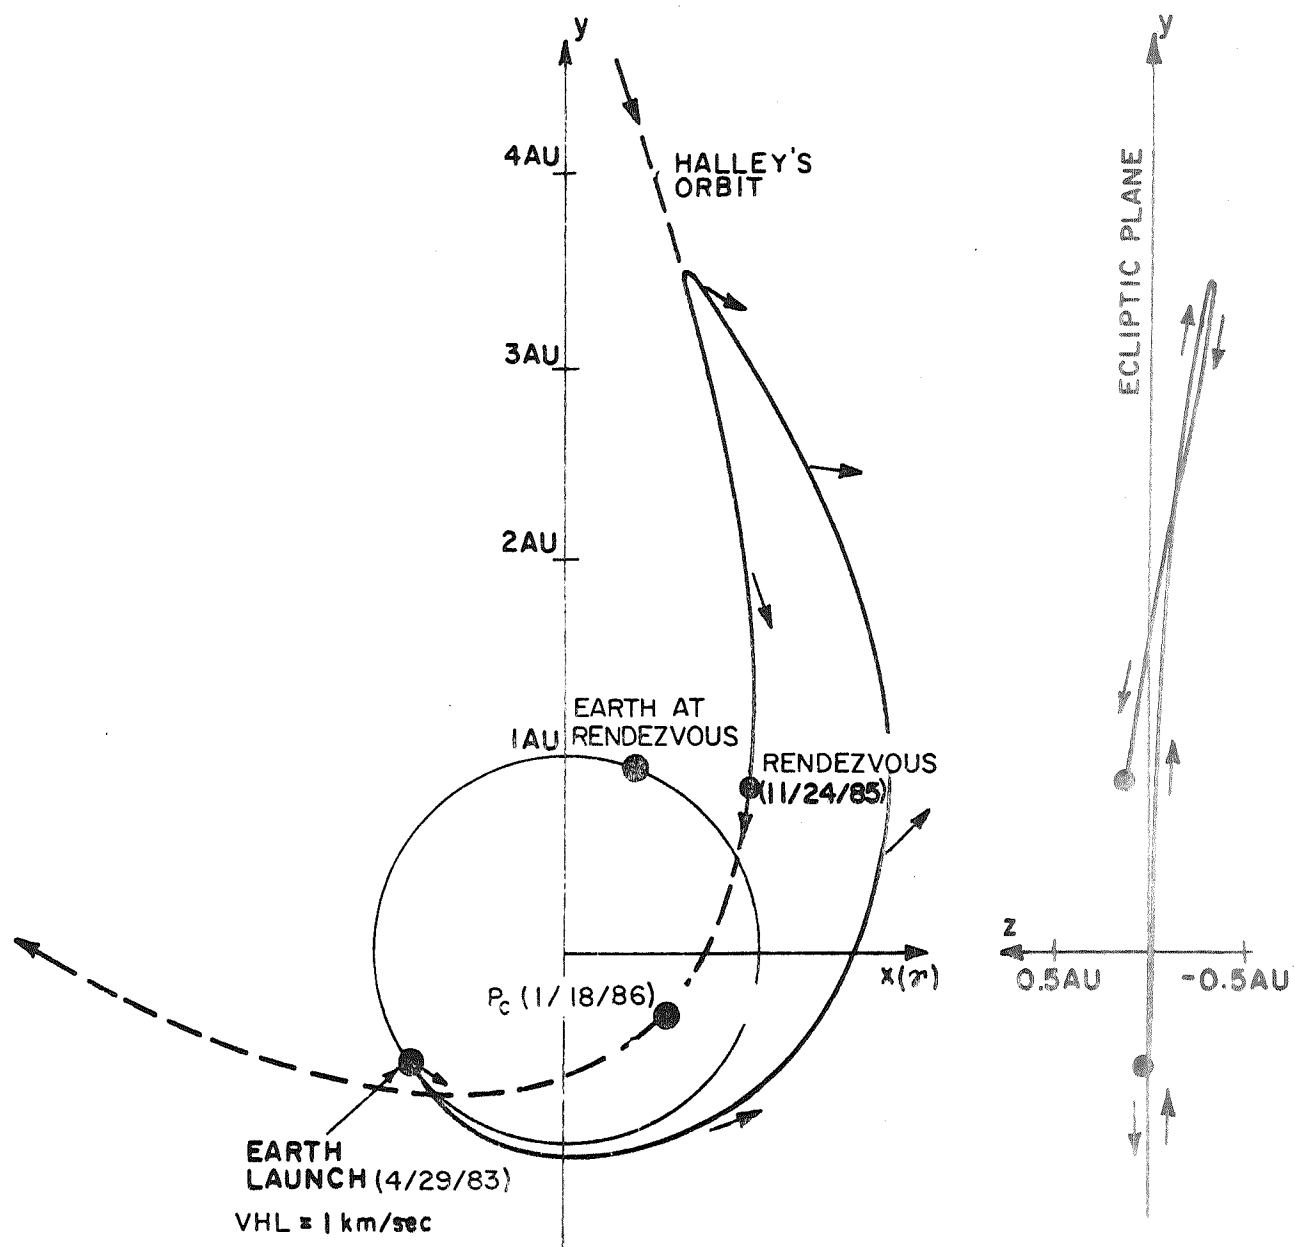 y
4AU
HALLEY'S
ORBIT
3AU
2AU
EARTH AT
1AU RENDEZVOUS
RENDEZVOUS
(11/24/85)
x(♈)
Pc (1/18/86)
EARTH
LAUNCH (4/29/83)
VHL = 1 km/sec
y
ECLIPTIC PLANE
z
0.5AU
-0.5AU